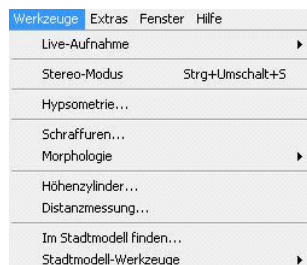 Werkzeuge Extras Fenster Hilfe
Live-Aufnahme
Stereo-Modus Strg+Umschalt+S
Hypsometrie...
Schraffuren...
Morphologie
Höhenzylinder...
Distanzmessung...
Im Stadtmodell finden...
Stadtmodell-Werkzeuge